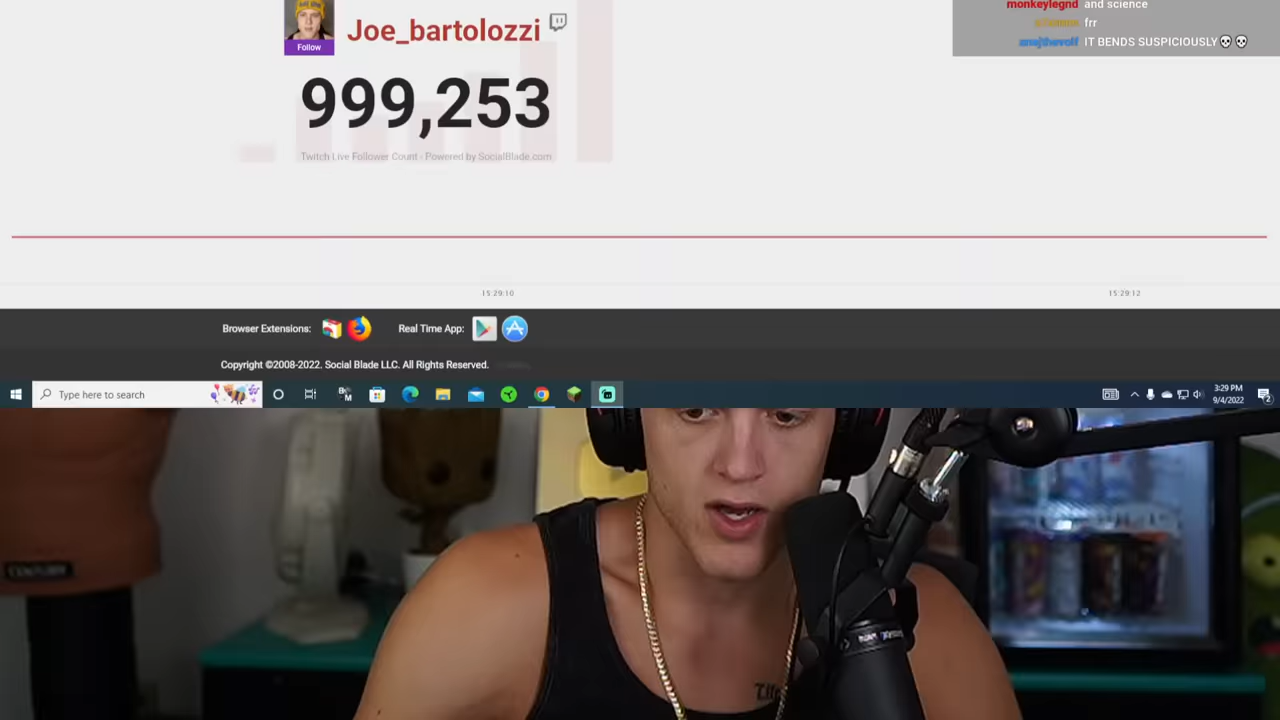 monkeylegnd and science
frr
IT BENDS SUSPICIOUSLY💀💀
Joe_bartolozzi
Follow
999,253
Twitch Live Follower Count - Powered by SocialBlade.com
15:29:10
15:29:12
Browser Extensions:
Real Time App:
Copyright ©2008-2022. Social Blade LLC. All Rights Reserved.
Type here to search
3:29 PM
9/4/2022
2
CENTURY